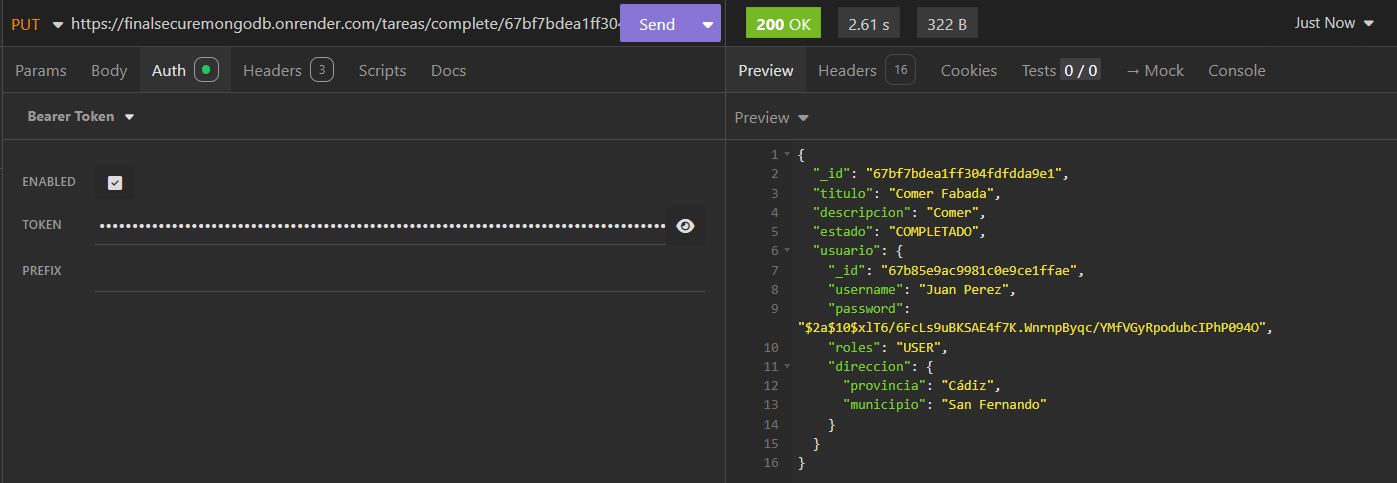 PUT https://finalsecuremongodb.onrender.com/tareas/complete/67bf7bdea1ff304 Send
200 OK 2.61 s 322 B Just Now
Params Body Auth Headers 3 Scripts Docs
Preview Headers 16 Cookies Tests 0 / 0 → Mock Console
Bearer Token
Preview
ENABLED
TOKEN ••••••••••••••••••••••••••••••••••••••••••••••••••••••••••••••••••••••••••••••••••••
PREFIX
1 {
2 "_id": "67bf7bdea1ff304fdfdda9e1",
3 "titulo": "Comer Fabada",
4 "descripcion": "Comer",
5 "estado": "COMPLETADO",
6 "usuario": {
7 "_id": "67b85e9ac9981c0e9ce1ffae",
8 "username": "Juan Perez",
9 "password":
"$2a$10$xlT6/6FcLs9uBKSAE4f7K.WnrnpByqc/YMfVGyRpodubcIPhP094O",
10 "roles": "USER",
11 "direccion": {
12 "provincia": "Cádiz",
13 "municipio": "San Fernando"
14 }
15 }
16 }